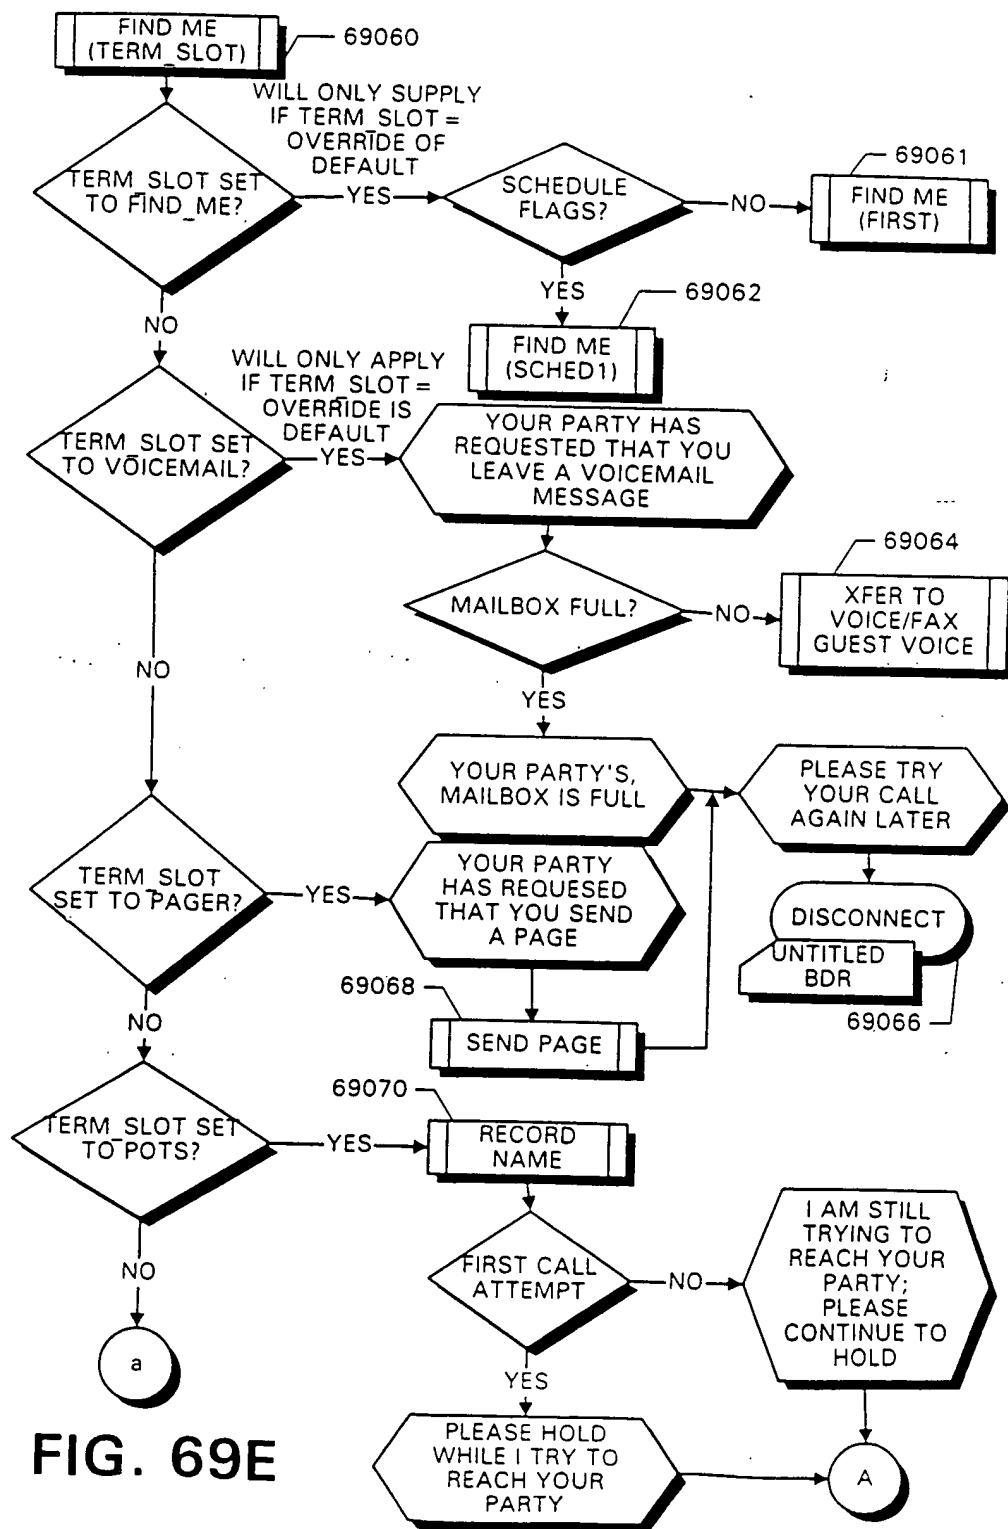 FIND ME
(TERM_SLOT)
69060
WILL ONLY SUPPLY
IF TERM_SLOT =
OVERRIDE OF
DEFAULT
TERM_SLOT SET
TO FIND_ME?
YES
SCHEDULE
FLAGS?
NO
69061
FIND ME
(FIRST)
YES
69062
FIND ME
(SCHED1)
NO
WILL ONLY APPLY
IF TERM_SLOT =
OVERRIDE IS
DEFAULT
TERM_SLOT SET
TO VOICEMAIL?
YES
YOUR PARTY HAS
REQUESTED THAT YOU
LEAVE A VOICEMAIL
MESSAGE
MAILBOX FULL?
NO
69064
XFER TO
VOICE/FAX
GUEST VOICE
YES
NO
YOUR PARTY'S,
MAILBOX IS FULL
PLEASE TRY
YOUR CALL
AGAIN LATER
DISCONNECT
UNTITLED
BDR
69066
TERM_SLOT
SET TO PAGER?
YES
YOUR PARTY
HAS REQUESED
THAT YOU SEND
A PAGE
69068
SEND PAGE
NO
TERM_SLOT SET
TO POTS?
YES
69070
RECORD
NAME
FIRST CALL
ATTEMPT
NO
I AM STILL
TRYING TO
REACH YOUR
PARTY;
PLEASE
CONTINUE TO
HOLD
NO
a
YES
PLEASE HOLD
WHILE I TRY TO
REACH YOUR
PARTY
A
FIG. 69E